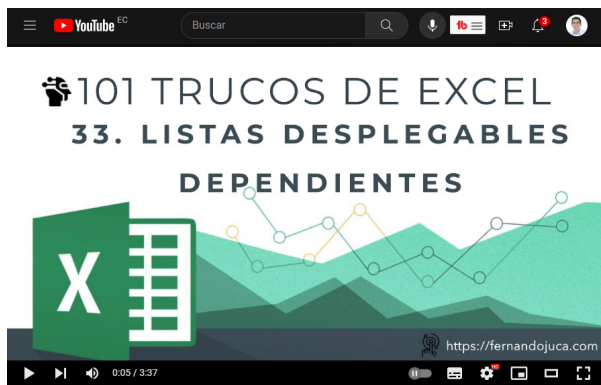 YouTube EC
Buscar
tb
3
101 TRUCOS DE EXCEL
33. LISTAS DESPLEGABLES
DEPENDIENTES
X
https://fernandojuca.com
0:05 / 3:37
HD